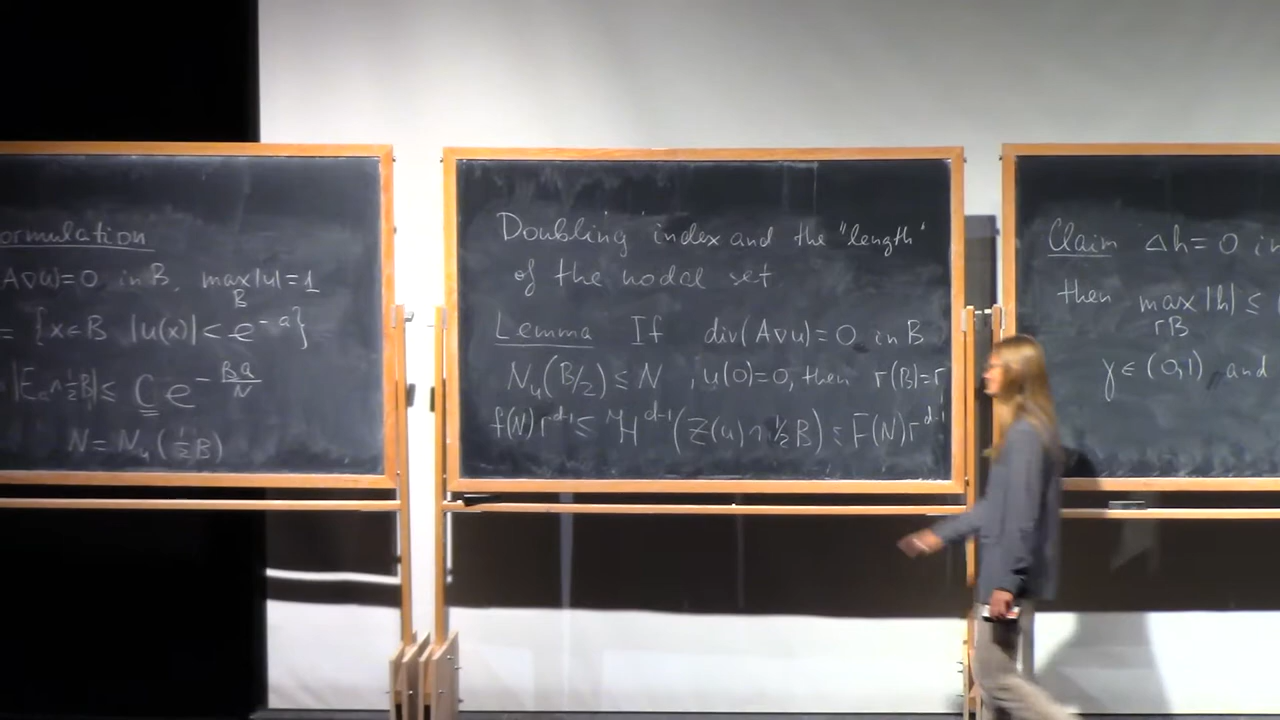 ormulation
A∇u)=0 in B, max|u|=1
B
= {x∈B |u(x)|<e^{-a}}
|E_a∩½B|≤ C e^{-βa/N}
N=N_u(½B)
Doubling index and the "length"
of the nodal set
Lemma If div(A∇u)=0 in B
N_u(B/2)≤N , u(0)=0, then r(B)=r
f(N)r^{d-1}≤ H^{d-1}(Z(u)∩½B)≤F(N)r^{d-1}
Claim Δh=0 in
then max|h|≤
rB
γ∈(0,1) and